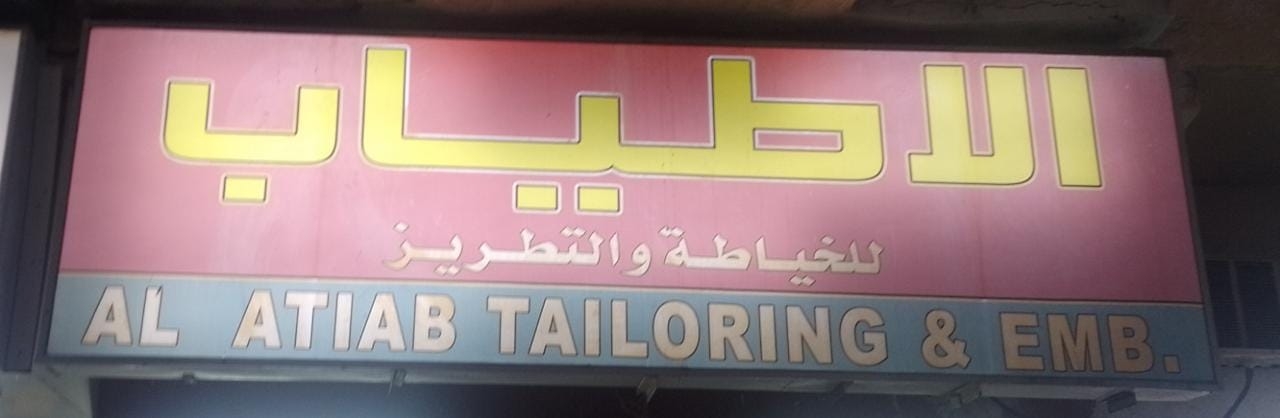 الاطياب
للخياطة والتطريز
AL ATIAB TAILORING & EMB.